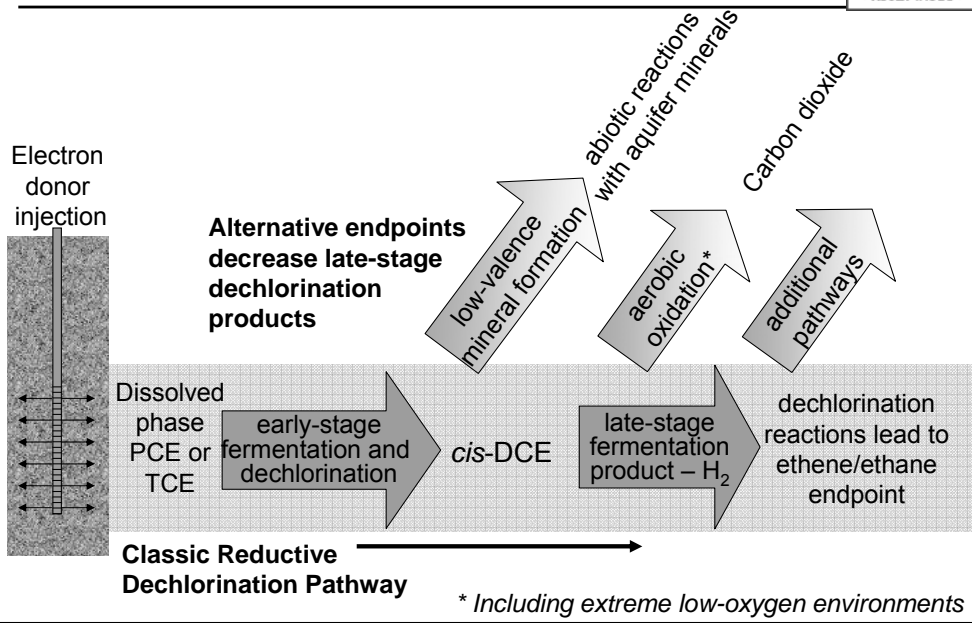 Electron
donor
injection
Alternative endpoints
decrease late-stage
dechlorination
products
low-valence
mineral formation
abiotic reactions
with aquifer minerals
aerobic
oxidation*
Carbon dioxide
additional
pathways
Dissolved
phase
PCE or
TCE
early-stage
fermentation and
dechlorination
cis-DCE
late-stage
fermentation
product – H₂
dechlorination
reactions lead to
ethene/ethane
endpoint
Classic Reductive
Dechlorination Pathway
* Including extreme low-oxygen environments